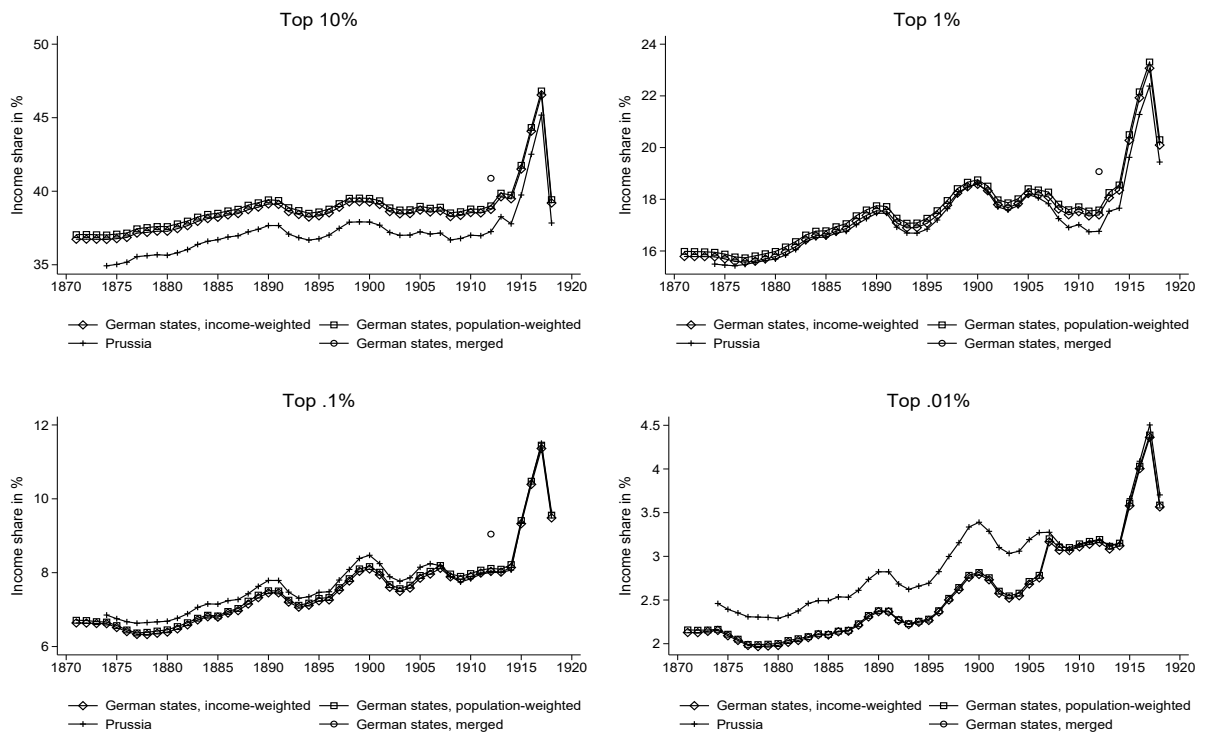 Top 10%
Income share in %
50
45
40
35
1870 1875 1880 1885 1890 1895 1900 1905 1910 1915 1920
German states, income-weighted German states, population-weighted
Prussia German states, merged
Top 1%
Income share in %
24
22
20
18
16
1870 1875 1880 1885 1890 1895 1900 1905 1910 1915 1920
German states, income-weighted German states, population-weighted
Prussia German states, merged
Top .1%
Income share in %
12
10
8
6
1870 1875 1880 1885 1890 1895 1900 1905 1910 1915 1920
German states, income-weighted German states, population-weighted
Prussia German states, merged
Top .01%
Income share in %
4.5
4
3.5
3
2.5
2
1870 1875 1880 1885 1890 1895 1900 1905 1910 1915 1920
German states, income-weighted German states, population-weighted
Prussia German states, merged